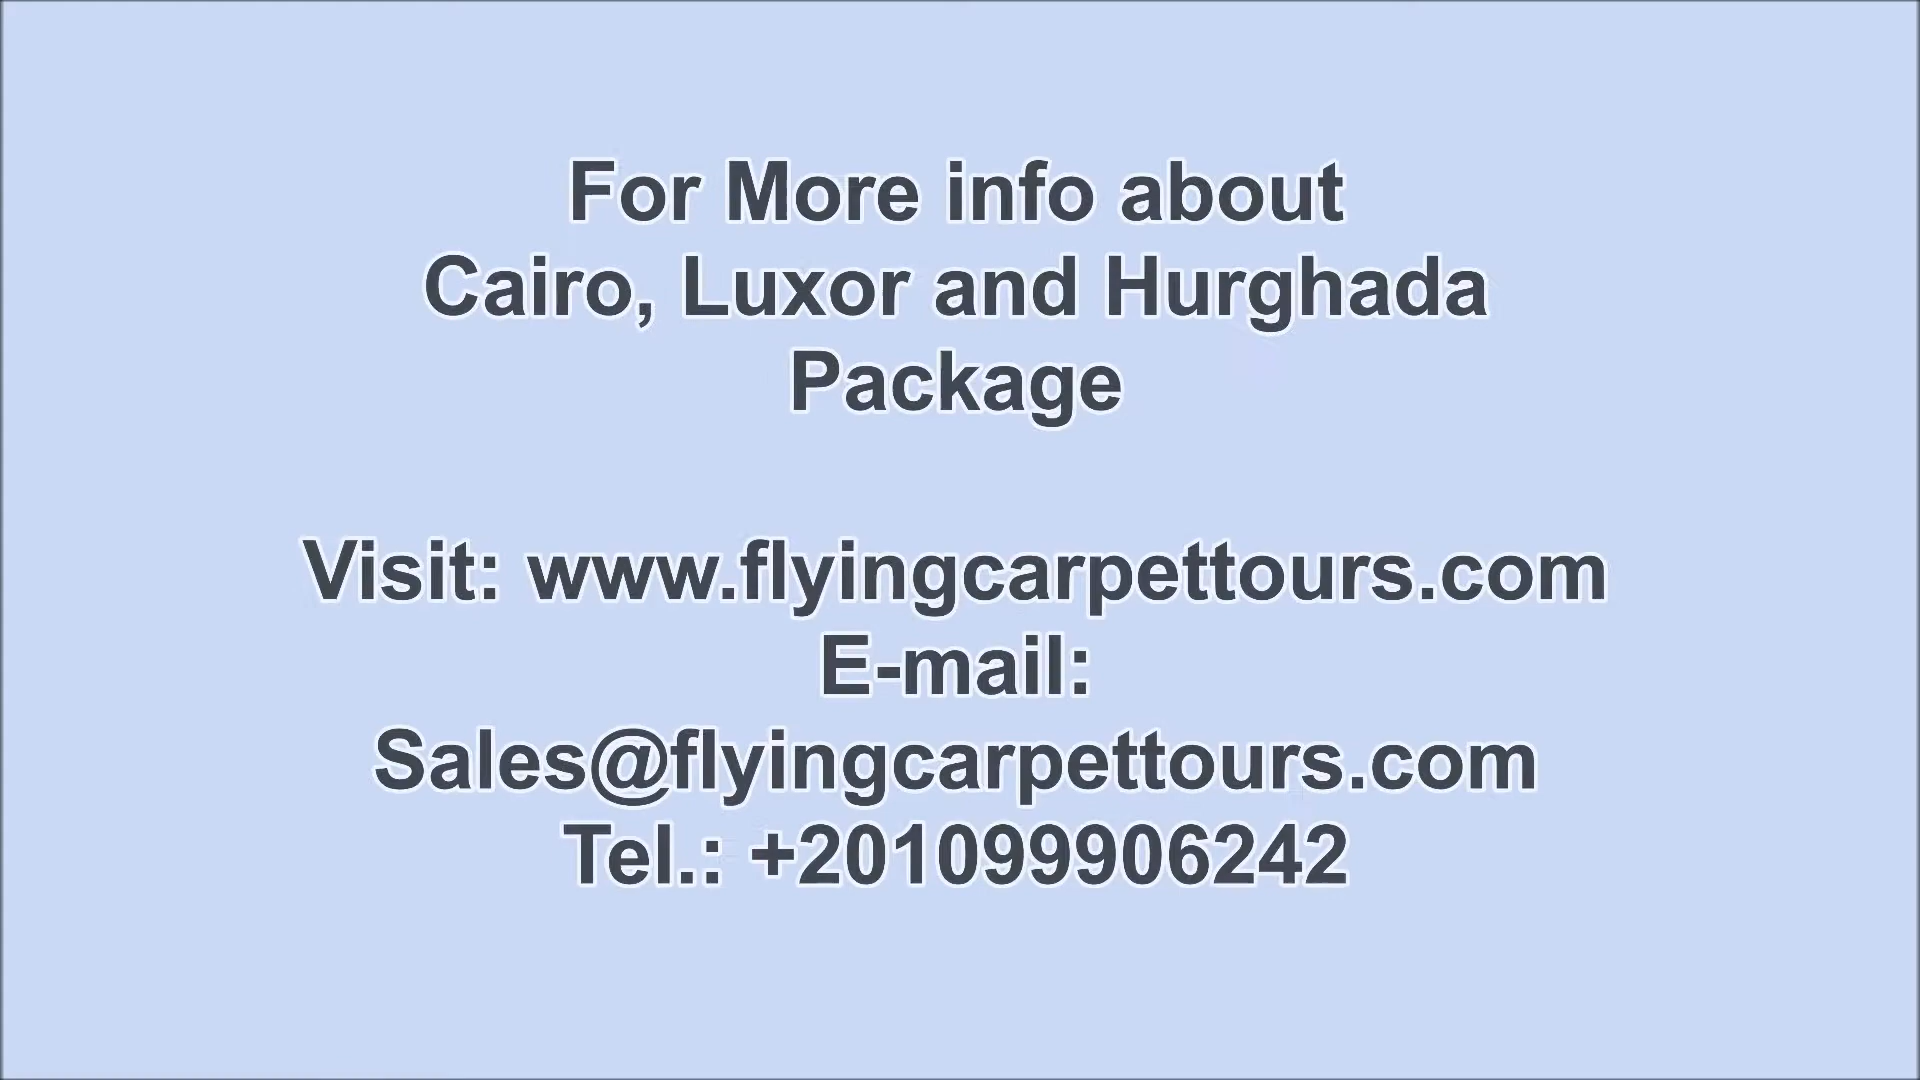 For More info about
Cairo, Luxor and Hurghada
Package
Visit: www.flyingcarpettours.com
E-mail:
Sales@flyingcarpettours.com
Tel.: +201099906242